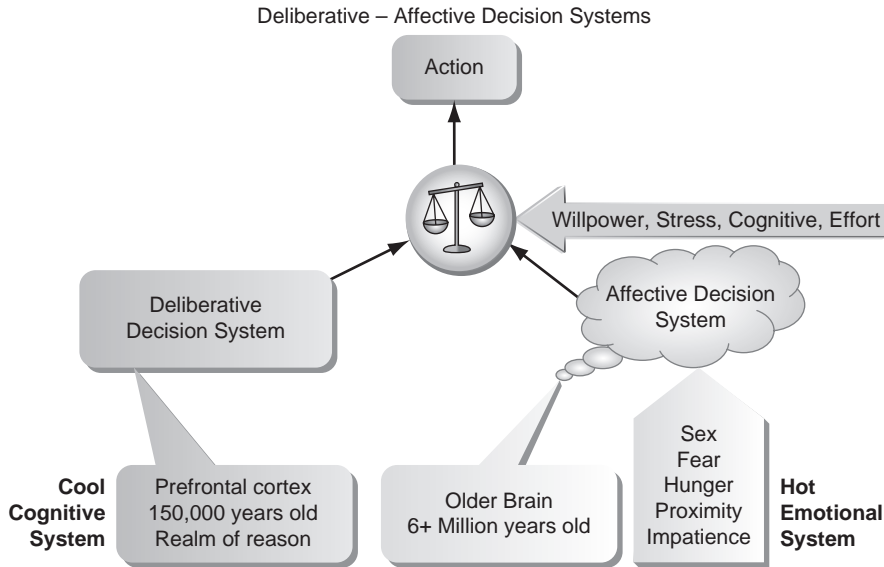 Deliberative – Affective Decision Systems
Action
Willpower, Stress, Cognitive, Effort
Deliberative
Decision System
Affective Decision
System
Cool
Cognitive
System
Prefrontal cortex
150,000 years old
Realm of reason
Older Brain
6+ Million years old
Sex
Fear
Hunger
Proximity
Impatience
Hot
Emotional
System